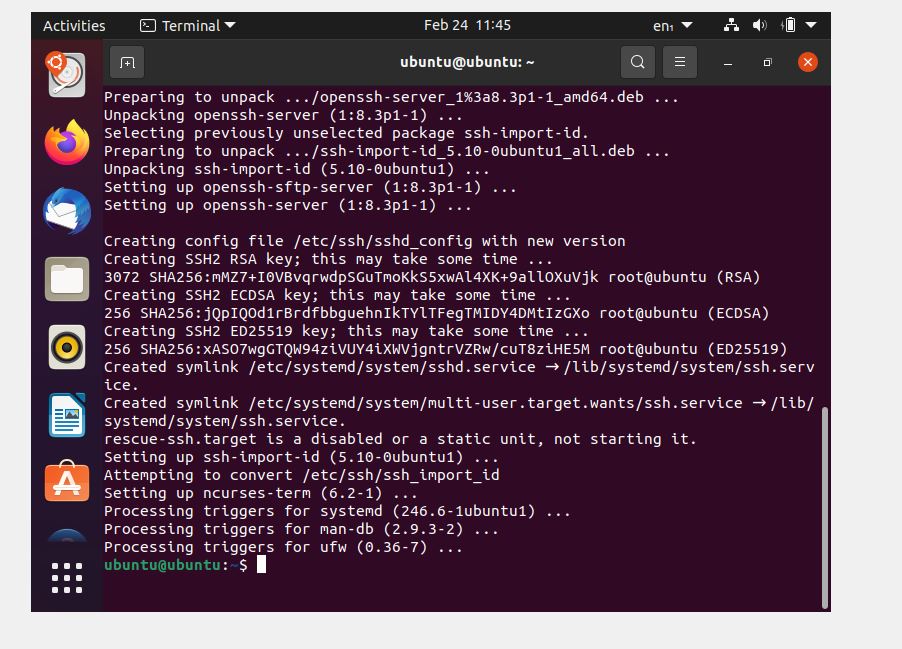 Activities
Terminal
Feb 24 11:45
en₁
ubuntu@ubuntu: ~
Preparing to unpack .../openssh-server_1%3a8.3p1-1_amd64.deb ...
Unpacking openssh-server (1:8.3p1-1) ...
Selecting previously unselected package ssh-import-id.
Preparing to unpack .../ssh-import-id_5.10-0ubuntu1_all.deb ...
Unpacking ssh-import-id (5.10-0ubuntu1) ...
Setting up openssh-sftp-server (1:8.3p1-1) ...
Setting up openssh-server (1:8.3p1-1) ...
Creating config file /etc/ssh/sshd_config with new version
Creating SSH2 RSA key; this may take some time ...
3072 SHA256:mMZ7+I0VBvqrwdpSGuTmoKkS5xwAl4XK+9allOXuVjk root@ubuntu (RSA)
Creating SSH2 ECDSA key; this may take some time ...
256 SHA256:jQpIQOd1rBrdfbbguehnIkTYlTFegTMIDY4DMtIzGXo root@ubuntu (ECDSA)
Creating SSH2 ED25519 key; this may take some time ...
256 SHA256:xASO7wgGTQW94ziVUY4iXWVjgntrVZRw/cuT8ziHE5M root@ubuntu (ED25519)
Created symlink /etc/systemd/system/sshd.service → /lib/systemd/system/ssh.serv
ice.
Created symlink /etc/systemd/system/multi-user.target.wants/ssh.service → /lib/
systemd/system/ssh.service.
rescue-ssh.target is a disabled or a static unit, not starting it.
Setting up ssh-import-id (5.10-0ubuntu1) ...
Attempting to convert /etc/ssh/ssh_import_id
Setting up ncurses-term (6.2-1) ...
Processing triggers for systemd (246.6-1ubuntu1) ...
Processing triggers for man-db (2.9.3-2) ...
Processing triggers for ufw (0.36-7) ...
ubuntu@ubuntu:~$